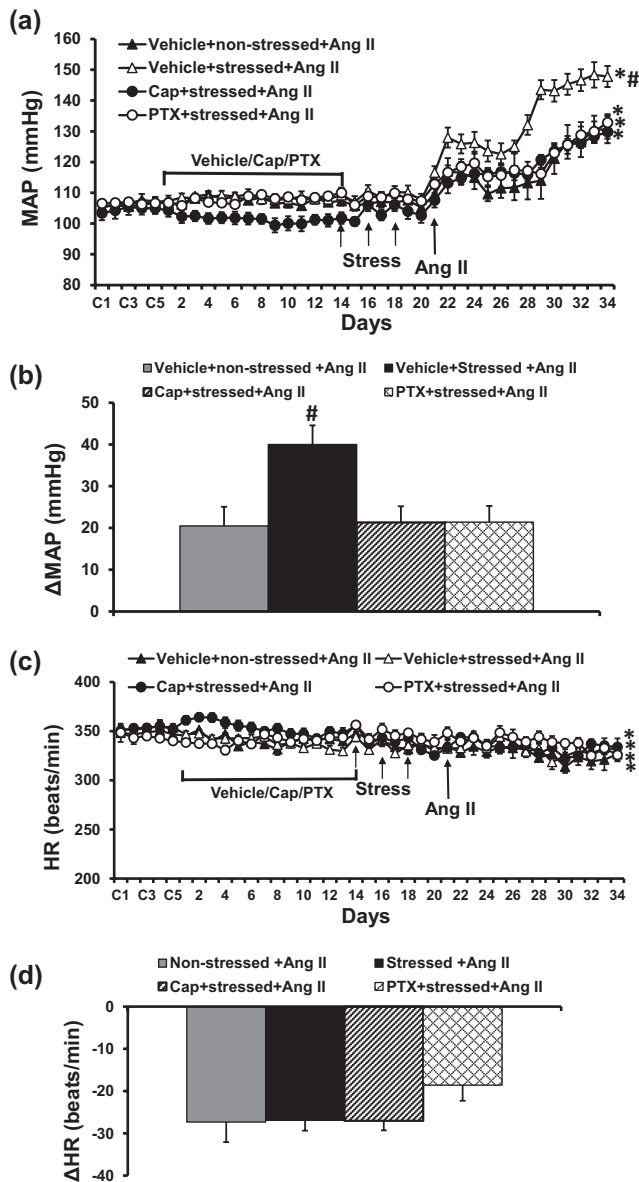 (a)
Vehicle+non-stressed+Ang II
Vehicle+stressed+Ang II
Cap+stressed+Ang II
PTX+stressed+Ang II
MAP (mmHg)
160
150
140
130
120
110
100
90
80
Vehicle/Cap/PTX
Stress
Ang II
* #
*
*
*
C1 C3 C5 2 4 6 8 10 12 14 16 18 20 22 24 26 28 30 32 34
Days
(b)
Vehicle+non-stressed +Ang II Vehicle+Stressed +Ang II
Cap+stressed+Ang II PTX+stressed+Ang II
ΔMAP (mmHg)
50
40
30
20
10
0
#
(c)
Vehicle+non-stressed+Ang II Vehicle+stressed+Ang II
Cap+stressed+Ang II PTX+stressed+Ang II
HR (beats/min)
400
350
300
250
200
Vehicle/Cap/PTX
Stress
Ang II
*
*
*
*
C1 C3 C5 2 4 6 8 10 12 14 16 18 20 22 24 26 28 30 32 34
Days
(d)
Non-stressed +Ang II Stressed +Ang II
Cap+stressed+Ang II PTX+stressed+Ang II
ΔHR (beats/min)
0
-10
-20
-30
-40